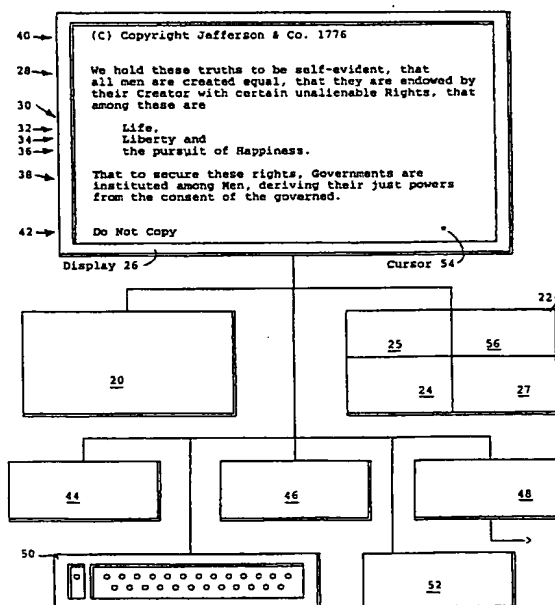 40 (C) Copyright Jefferson & Co. 1776
28 We hold these truths to be self-evident, that
all men are created equal, that they are endowed by
their Creator with certain unalienable Rights, that
30 among these are
32 Life,
34 Liberty and
36 the pursuit of Happiness.
38 That to secure these rights, Governments are
instituted among Men, deriving their just powers
from the consent of the governed.
42 Do Not Copy
Display 26 Cursor 54
22
25 56
20 24 27
44 46 48
50
52